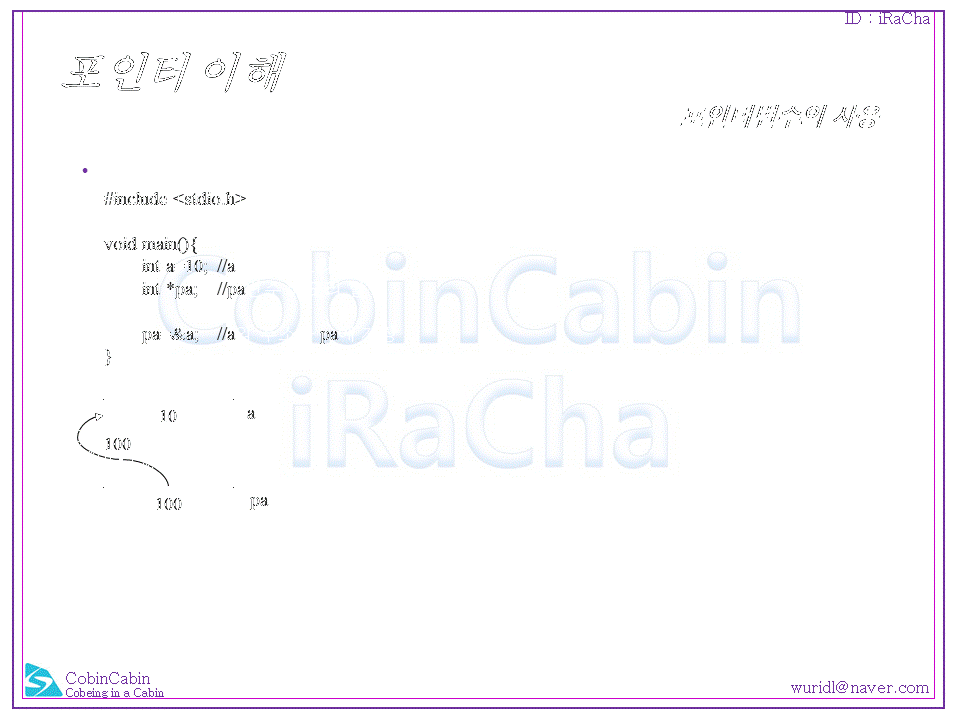 ID : iRaCha
포인터 이해
포인터변수의 사용
//include <stdio.h>
void main(){
int a=10; //a
int *pa; //pa
pa=&a; //a pa
}
CobinCabin
iRaCha
10 a
100
100 pa
CobinCabin
Cobeing in a Cabin
wuridl@naver.com